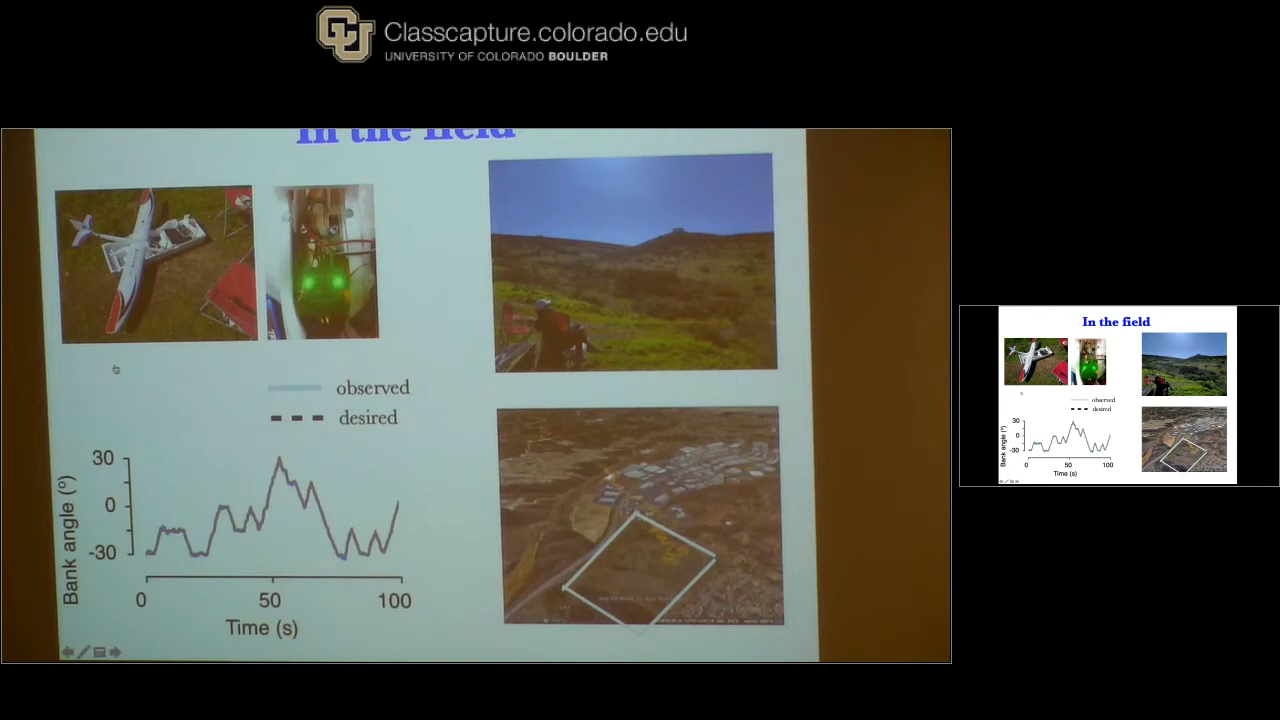 Classcapture.colorado.edu
UNIVERSITY OF COLORADO BOULDER
In the field
observed
desired
30
0
-30
Bank angle (º)
0
50
100
Time (s)
In the field
observed
desired
30
0
-30
Bank angle (º)
0
50
100
Time (s)